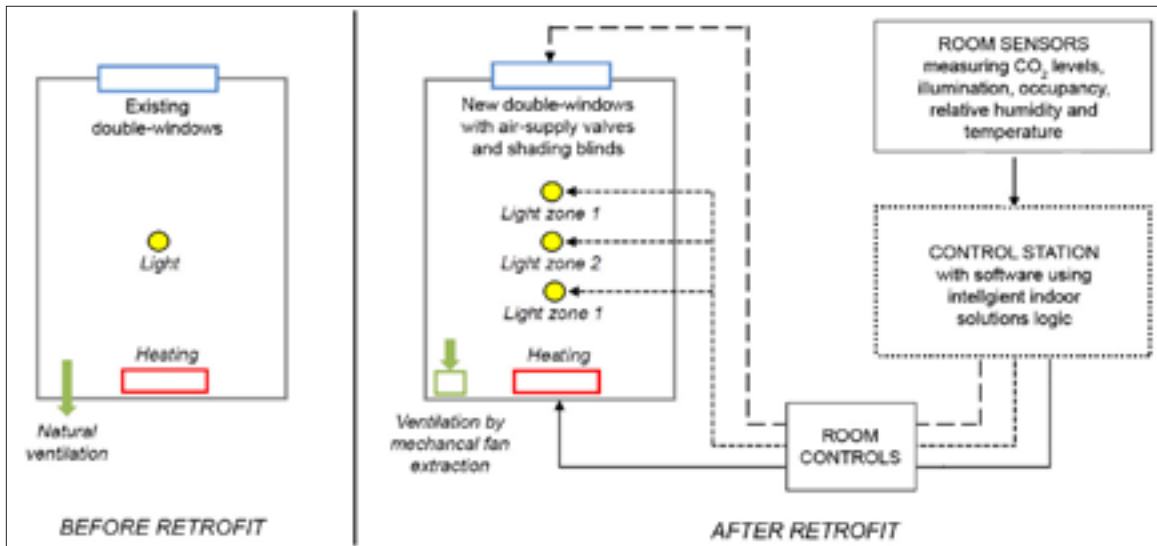 Existing
double-windows
Light
Heating
Natural
ventilation
BEFORE RETROFIT
New double-windows
with air-supply valves
and shading blinds
Light zone 1
Light zone 2
Light zone 1
Heating
Ventilation by
mechancal fan
extraction
ROOM SENSORS
measuring CO₂ levels,
illumination, occupancy,
relative humidity and
temperature
CONTROL STATION
with software using
intellgient indoor
solutions logic
ROOM
CONTROLS
AFTER RETROFIT